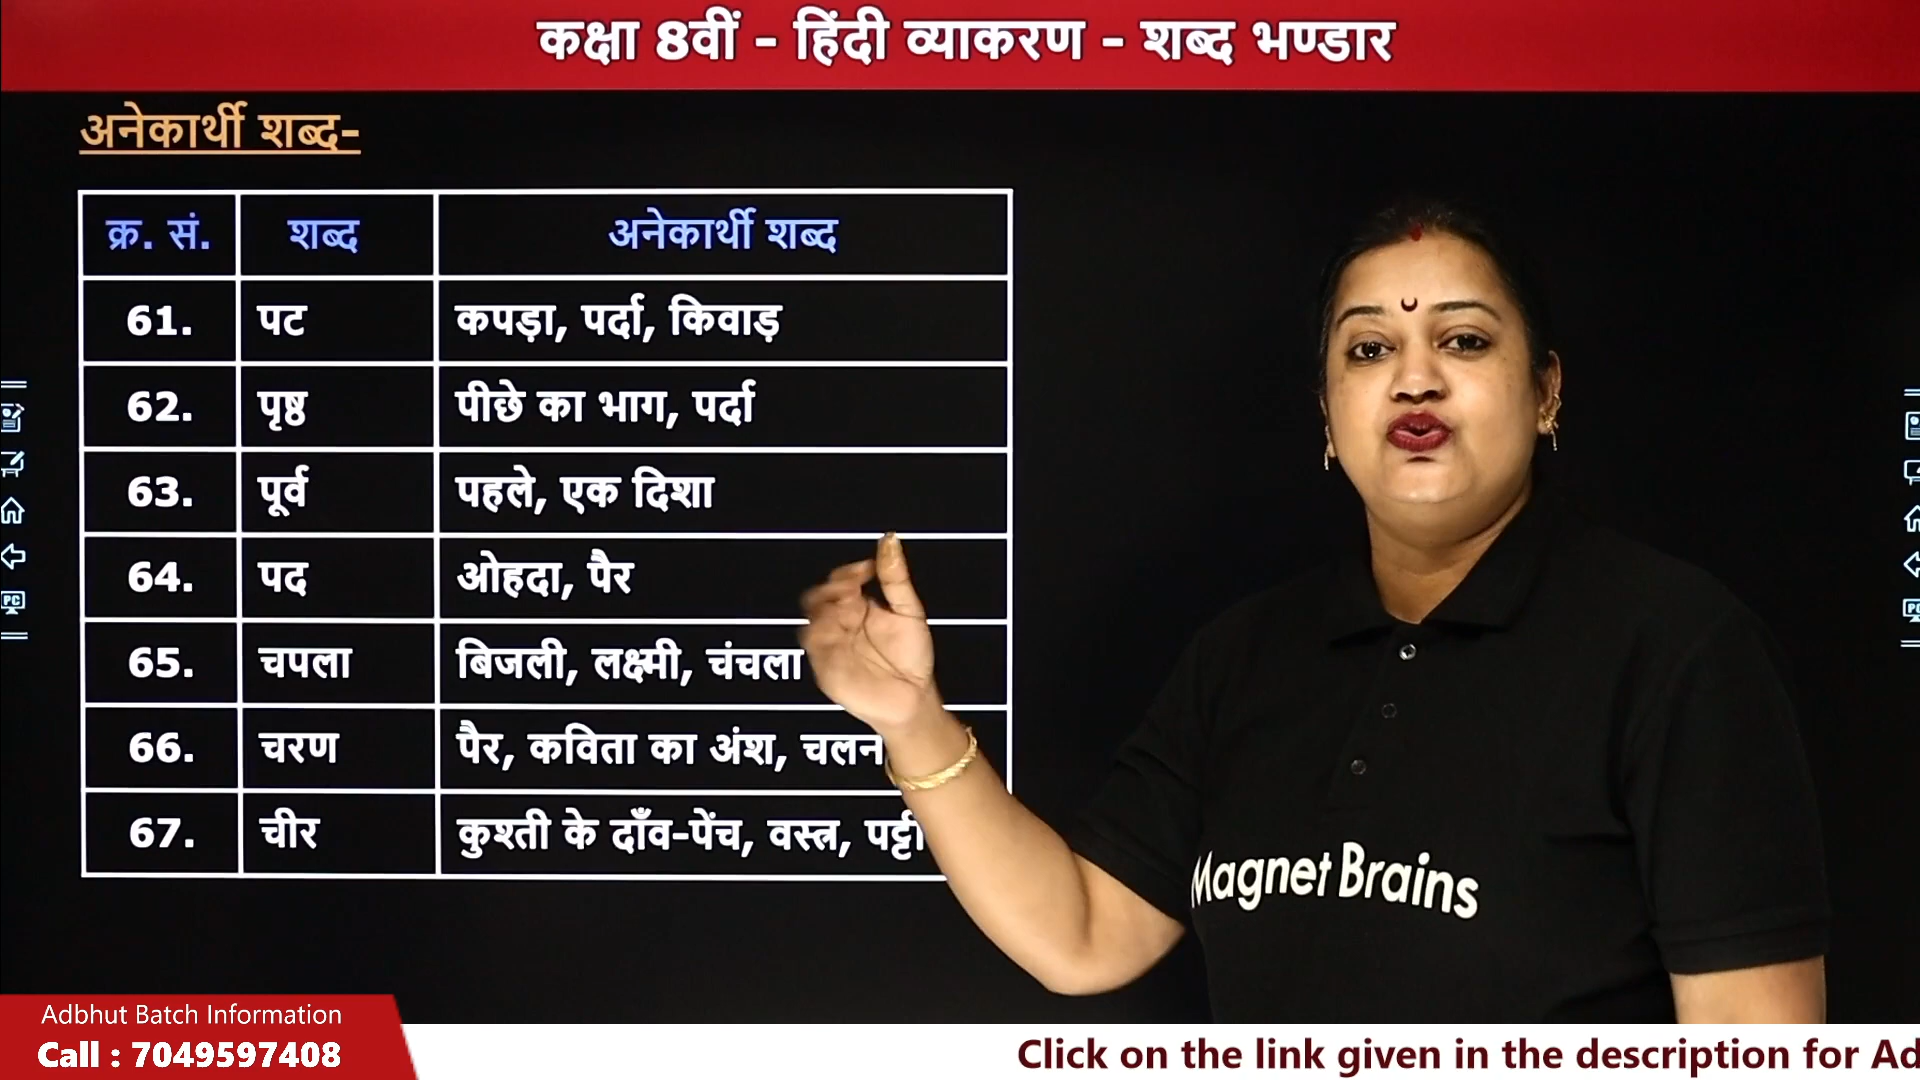 कक्षा 8वीं - हिंदी व्याकरण - शब्द भण्डार
अनेकार्थी शब्द-
क्र. सं. शब्द अनेकार्थी शब्द
61. पट कपड़ा, पर्दा, किवाड़
62. पृष्ठ पीछे का भाग, पर्दा
63. पूर्व पहले, एक दिशा
64. पद ओहदा, पैर
65. चपला बिजली, लक्ष्मी, चंचला
66. चरण पैर, कविता का अंश, चलन
67. चीर कुश्ती के दाँव-पेंच, वस्त्र, पट्टी
Magnet Brains
PC
Adbhut Batch Information
Call : 7049597408
Click on the link given in the description for Ad